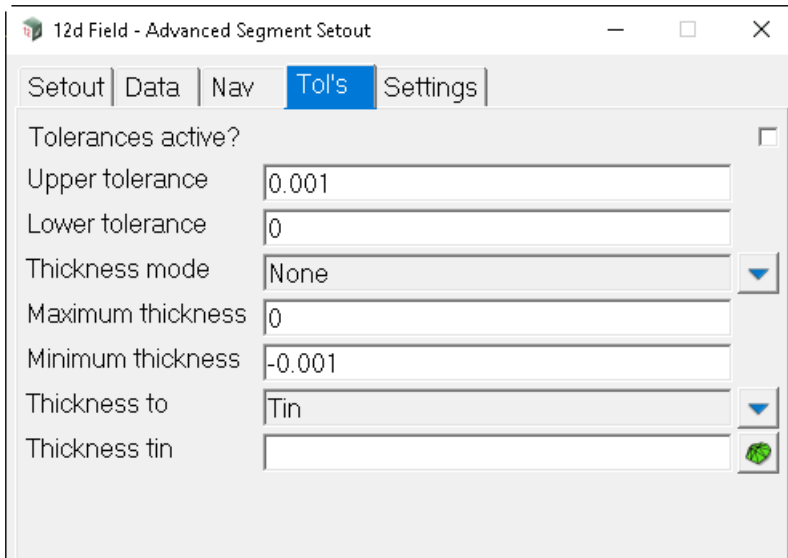 12d Field - Advanced Segment Setout
Setout Data Nav Tol's Settings
Tolerances active?
Upper tolerance 0.001
Lower tolerance 0
Thickness mode None
Maximum thickness 0
Minimum thickness -0.001
Thickness to Tin
Thickness tin